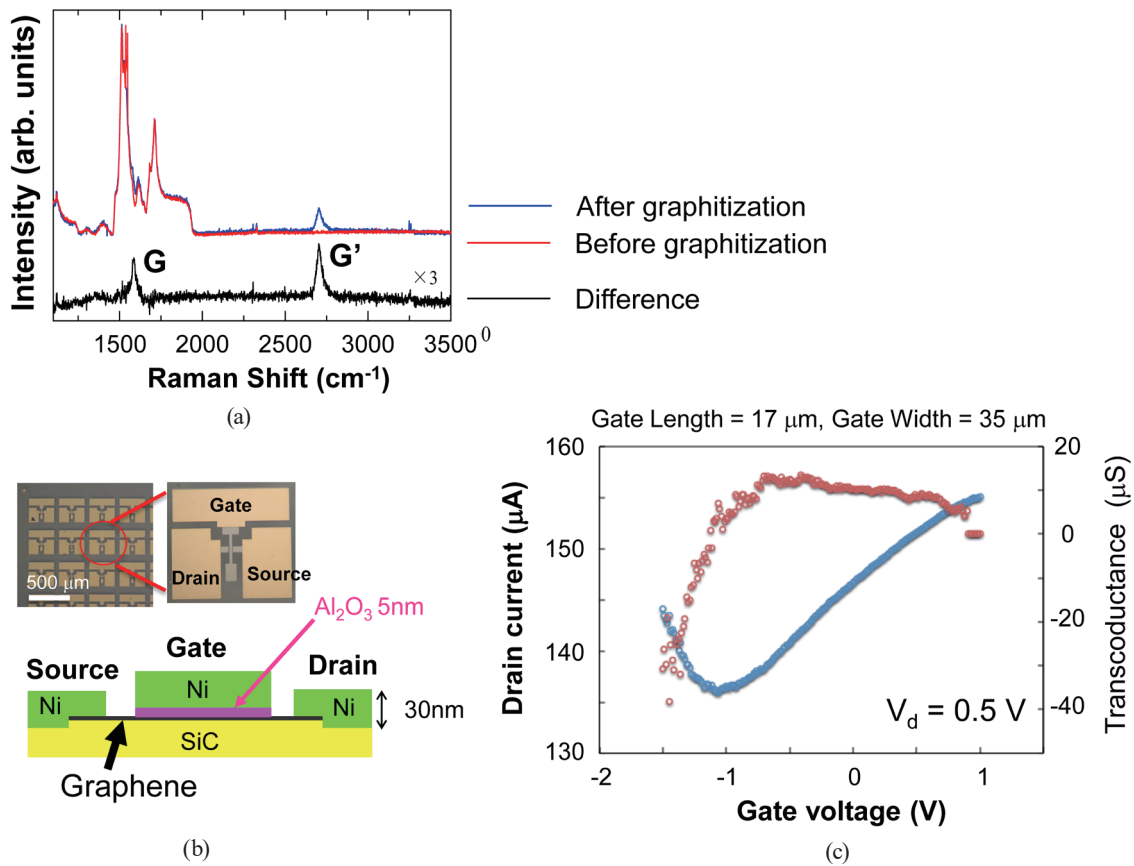 Intensity (arb. units)
G
G’
×3
1500
2000
2500
3000
3500
0
Raman Shift (cm⁻¹)
After graphitization
Before graphitization
Difference
(a)
Gate
Drain
Source
500 μm
Al₂O₃ 5nm
Gate
Source
Drain
Ni
Ni
Ni
30nm
SiC
Graphene
(b)
Gate Length = 17 μm, Gate Width = 35 μm
160
150
140
130
Drain current (μA)
20
0
-20
-40
Transcoductance (μS)
V_d = 0.5 V
-2
-1
0
1
Gate voltage (V)
(c)